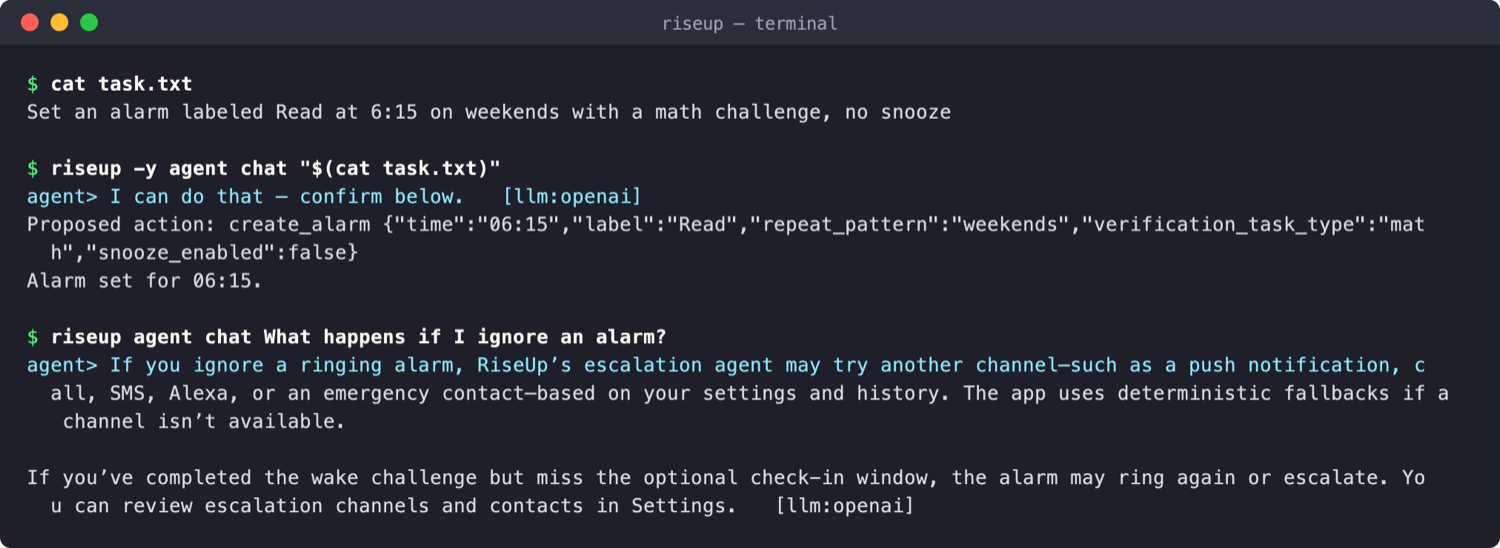 riseup — terminal
$ cat task.txt
Set an alarm labeled Read at 6:15 on weekends with a math challenge, no snooze
$ riseup -y agent chat "$(cat task.txt)"
agent> I can do that — confirm below.   [llm:openai]
Proposed action: create_alarm {"time":"06:15","label":"Read","repeat_pattern":"weekends","verification_task_type":"mat
h","snooze_enabled":false}
Alarm set for 06:15.
$ riseup agent chat What happens if I ignore an alarm?
agent> If you ignore a ringing alarm, RiseUp’s escalation agent may try another channel—such as a push notification, c
all, SMS, Alexa, or an emergency contact—based on your settings and history. The app uses deterministic fallbacks if a
channel isn’t available.
If you’ve completed the wake challenge but miss the optional check-in window, the alarm may ring again or escalate. Yo
u can review escalation channels and contacts in Settings.   [llm:openai]